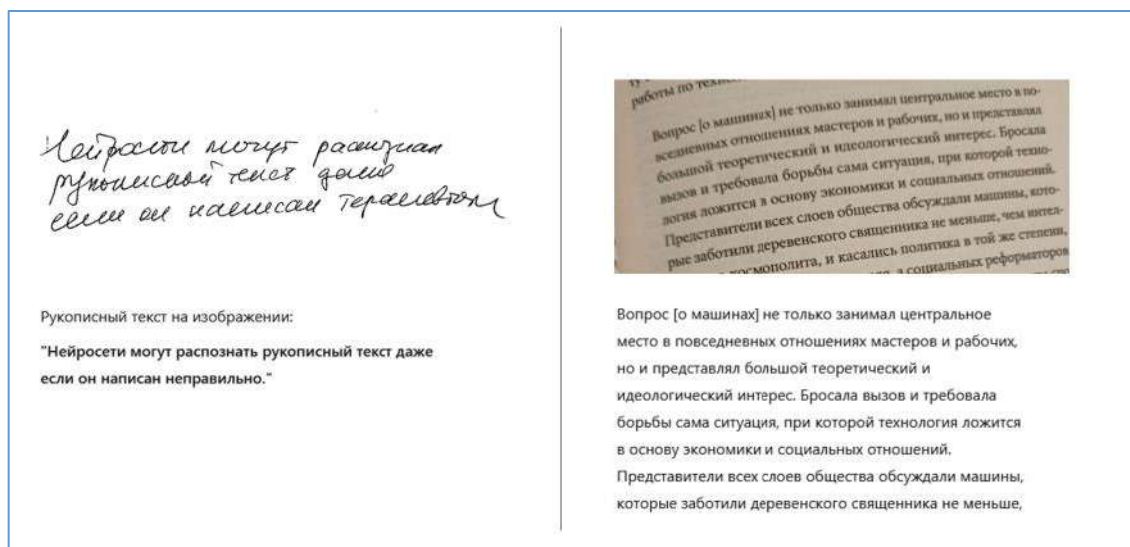 Нейросети могут распознать
рукописный текст даже
если он написан терапевтом
Рукописный текст на изображении:
"Нейросети могут распознать рукописный текст даже
если он написан неправильно."
работы по
Вопрос [о машинах] не только занимал центральное место в по-
вседневных отношениях мастеров и рабочих, но и представлял
большой теоретический и идеологический интерес. Бросала
вызов и требовала борьбы сама ситуация, при которой техно-
логия ложится в основу экономики и социальных отношений.
Представители всех слоев общества обсуждали машины, кото-
рые заботили деревенского священника не меньше, чем интел-
космополита, и касались политика в той же степени,
а социальных реформаторов
Вопрос [о машинах] не только занимал центральное
место в повседневных отношениях мастеров и рабочих,
но и представлял большой теоретический и
идеологический интерес. Бросала вызов и требовала
борьбы сама ситуация, при которой технология ложится
в основу экономики и социальных отношений.
Представители всех слоев общества обсуждали машины,
которые заботили деревенского священника не меньше,